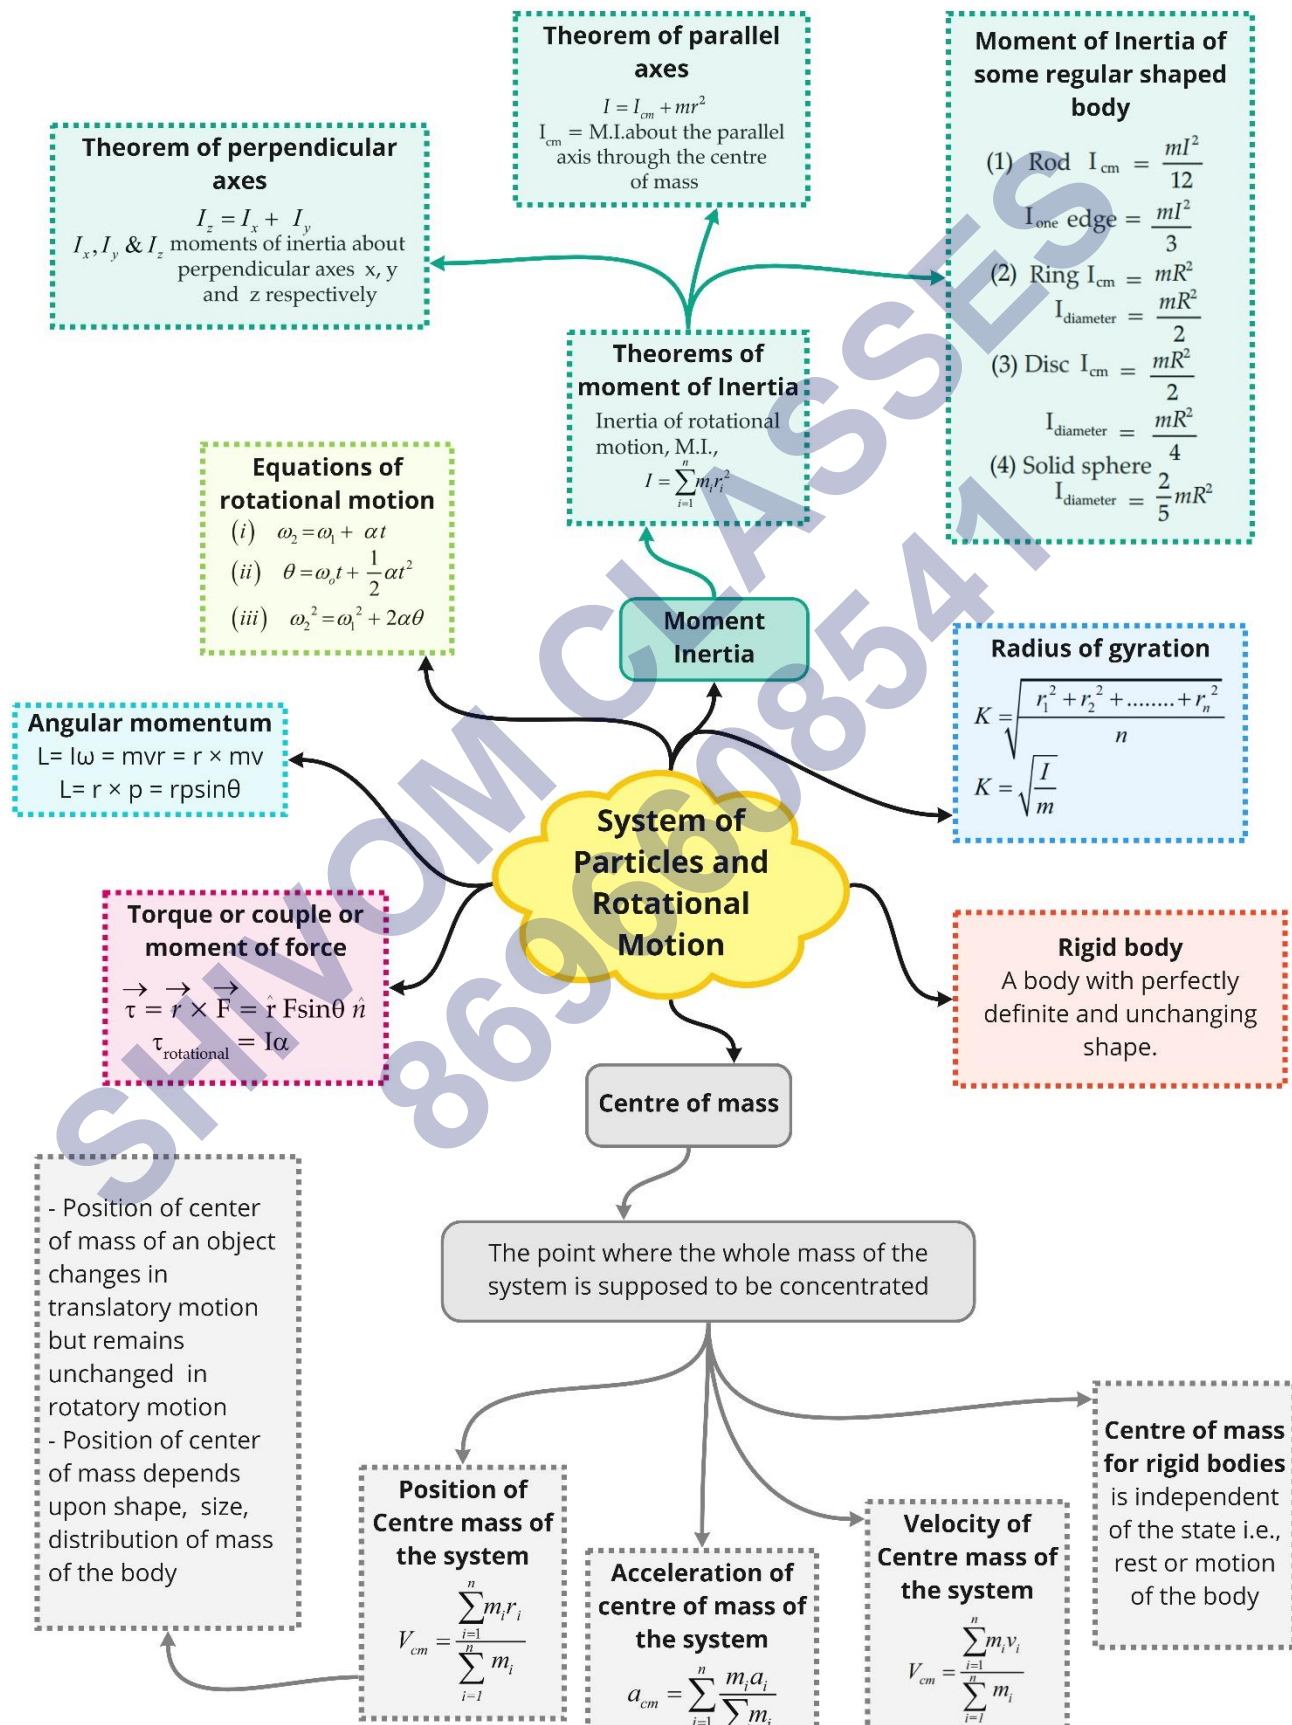 Theorem of parallel
axes
I = I_cm + mr²
I_cm = M.I.about the parallel
axis through the centre
of mass
Moment of Inertia of
some regular shaped
body
(1) Rod I_cm = mI²/12
I_one edge = mI²/3
(2) Ring I_cm = mR²
I_diameter = mR²/2
(3) Disc I_cm = mR²/2
I_diameter = mR²/4
(4) Solid sphere
I_diameter = 2/5 mR²
Theorem of perpendicular
axes
I_z = I_x + I_y
I_x, I_y & I_z moments of inertia about
perpendicular axes x, y
and z respectively
Theorems of
moment of Inertia
Inertia of rotational
motion, M.I.,
I = ∑_{i=1}^{n} m_i r_i²
Equations of
rotational motion
(i) ω₂ = ω₁ + αt
(ii) θ = ω_o t + 1/2 αt²
(iii) ω₂² = ω₁² + 2αθ
Moment
Inertia
Radius of gyration
K = √((r₁² + r₂² + ........ + r_n²)/n)
K = √(I/m)
Angular momentum
L= Iω = mvr = r × mv
L= r × p = rpsinθ
System of
Particles and
Rotational
Motion
Torque or couple or
moment of force
τ⃗ = r⃗ × F⃗ = r̂ Fsinθ n̂
τ_rotational = Iα
Rigid body
A body with perfectly
definite and unchanging
shape.
Centre of mass
The point where the whole mass of the
system is supposed to be concentrated
- Position of center
of mass of an object
changes in
translatory motion
but remains
unchanged in
rotatory motion
- Position of center
of mass depends
upon shape, size,
distribution of mass
of the body
Position of
Centre mass of
the system
V_cm = ∑_{i=1}^{n} m_i r_i / ∑_{i=1}^{n} m_i
Acceleration of
centre of mass of
the system
a_cm = ∑_{i=1}^{n} m_i a_i / ∑ m_i
Velocity of
Centre mass of
the system
V_cm = ∑_{i=1}^{n} m_i v_i / ∑_{i=1}^{n} m_i
Centre of mass
for rigid bodies
is independent
of the state i.e.,
rest or motion
of the body
SHIVOM CLASSES
8696608541